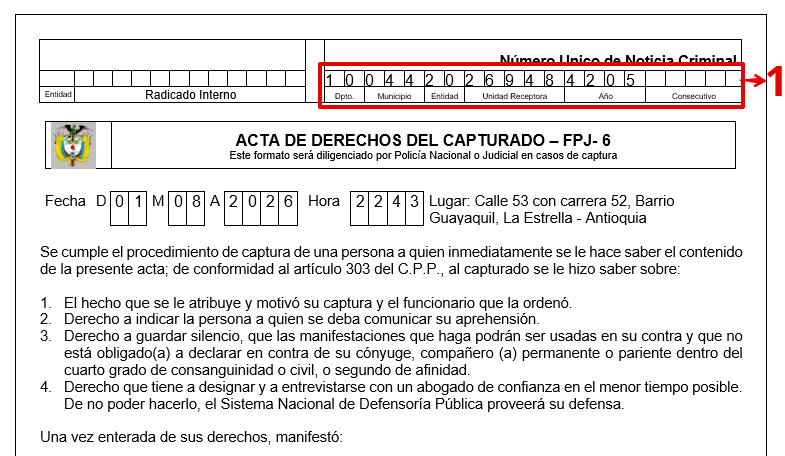 Número Unico de Noticia Criminal
1 0 0 4 4 2 0 2 6 9 4 8 4 2 0 5
1
Entidad Radicado Interno Dpto. Municipio Entidad Unidad Receptora Año Consecutivo
ACTA DE DERECHOS DEL CAPTURADO – FPJ- 6
Este formato será diligenciado por Policía Nacional o Judicial en casos de captura
Fecha D 0 1 M 0 8 A 2 0 2 6 Hora 2 2 4 3 Lugar: Calle 53 con carrera 52, Barrio
Guayaquil, La Estrella - Antioquia
Se cumple el procedimiento de captura de una persona a quien inmediatamente se le hace saber el contenido
de la presente acta; de conformidad al artículo 303 del C.P.P., al capturado se le hizo saber sobre:
1. El hecho que se le atribuye y motivó su captura y el funcionario que la ordenó.
2. Derecho a indicar la persona a quien se deba comunicar su aprehensión.
3. Derecho a guardar silencio, que las manifestaciones que haga podrán ser usadas en su contra y que no
está obligado(a) a declarar en contra de su cónyuge, compañero (a) permanente o pariente dentro del
cuarto grado de consanguinidad o civil, o segundo de afinidad.
4. Derecho que tiene a designar y a entrevistarse con un abogado de confianza en el menor tiempo posible.
De no poder hacerlo, el Sistema Nacional de Defensoría Pública proveerá su defensa.
Una vez enterada de sus derechos, manifestó: